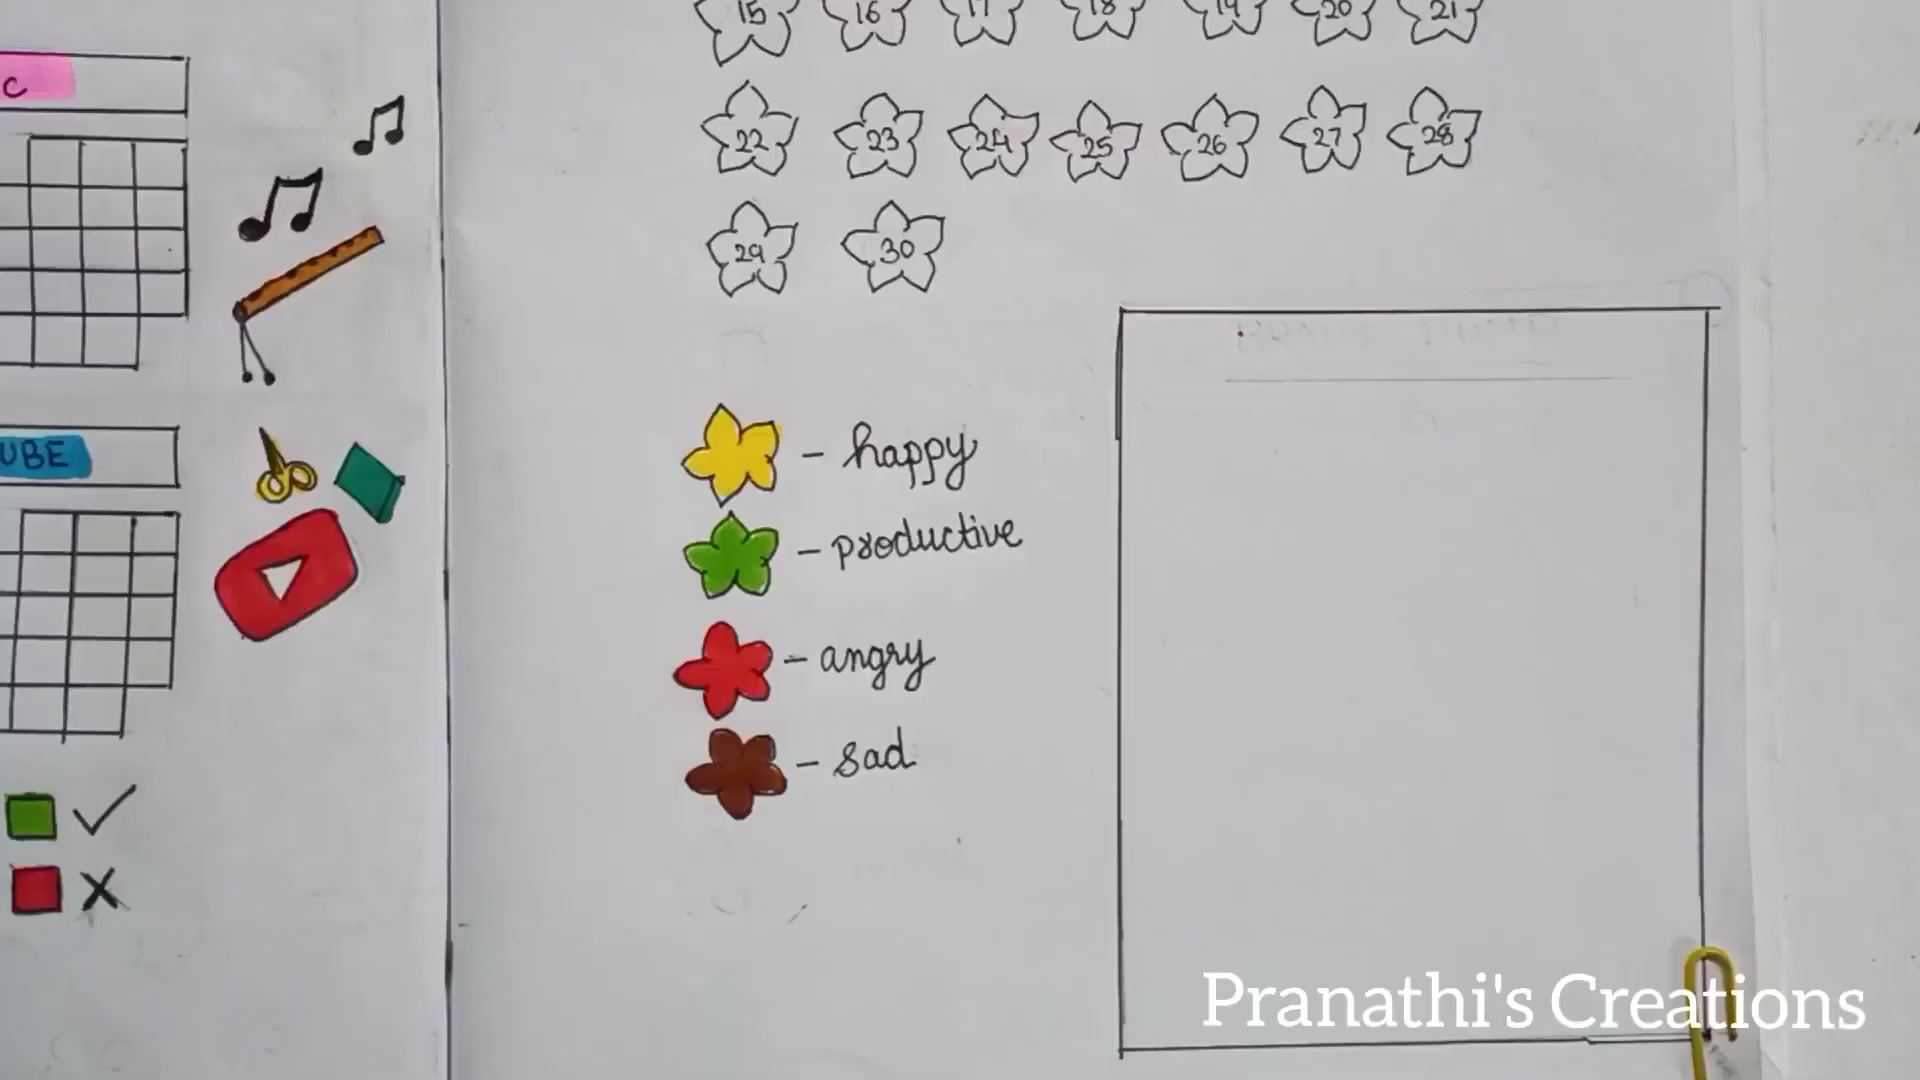 C
UBE
15 16 17 18 19 20 21
22 23 24 25 26 27 28
29 30
- happy
- productive
- angry
- sad
Pranathi's Creations